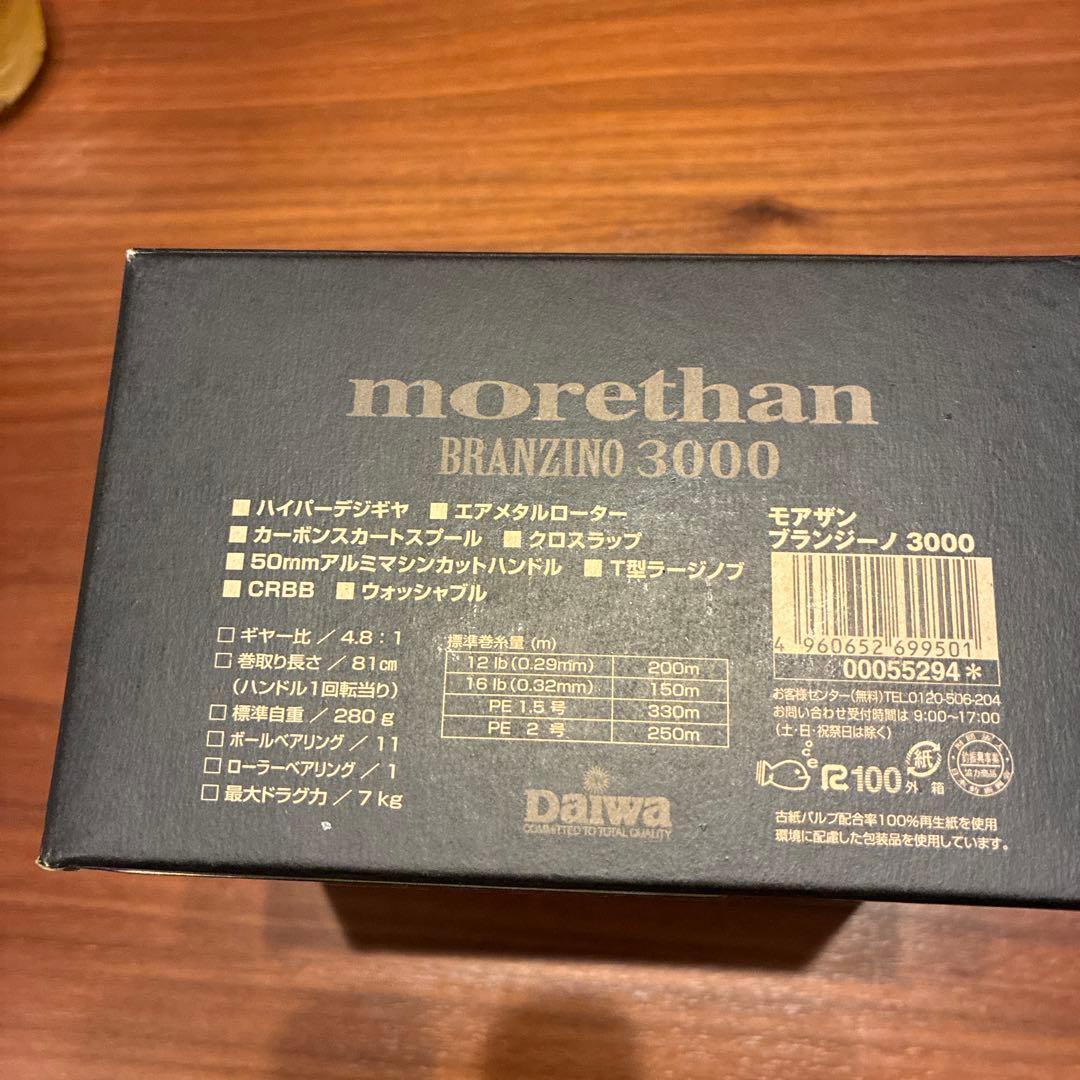 morethan
BRANZINO 3000
■ ハイパーデジギヤ ■ エアメタルローター
■ カーボンスカートスプール ■ クロスラップ
■ 50mmアルミマシンカットハンドル ■ T型ラージノブ
■ CRBB ■ ウォッシャブル
□ ギヤー比 / 4.8:1
□ 巻取り長さ / 81㎝
(ハンドル1回転当り)
□ 標準自重 / 280g
□ ボールベアリング / 11
□ ローラーベアリング / 1
□ 最大ドラグ力 / 7kg
標準巻糸量 (m)
12 lb (0.29mm) 200m
16 lb (0.32mm) 150m
PE 1.5 号 330m
PE 2 号 250m
Daiwa
COMMITTED TO TOTAL QUALITY
モアザン
ブランジーノ 3000
4 960652 699501
00055294*
お客様センター(無料)TEL0120-506-204
お問い合わせ受付時間は 9:00~17:00
(土・日・祝祭日は除く)
R100
紙
外 箱
協力商品
古紙パルプ配合率100%再生紙を使用
環境に配慮した包装品を使用しています。